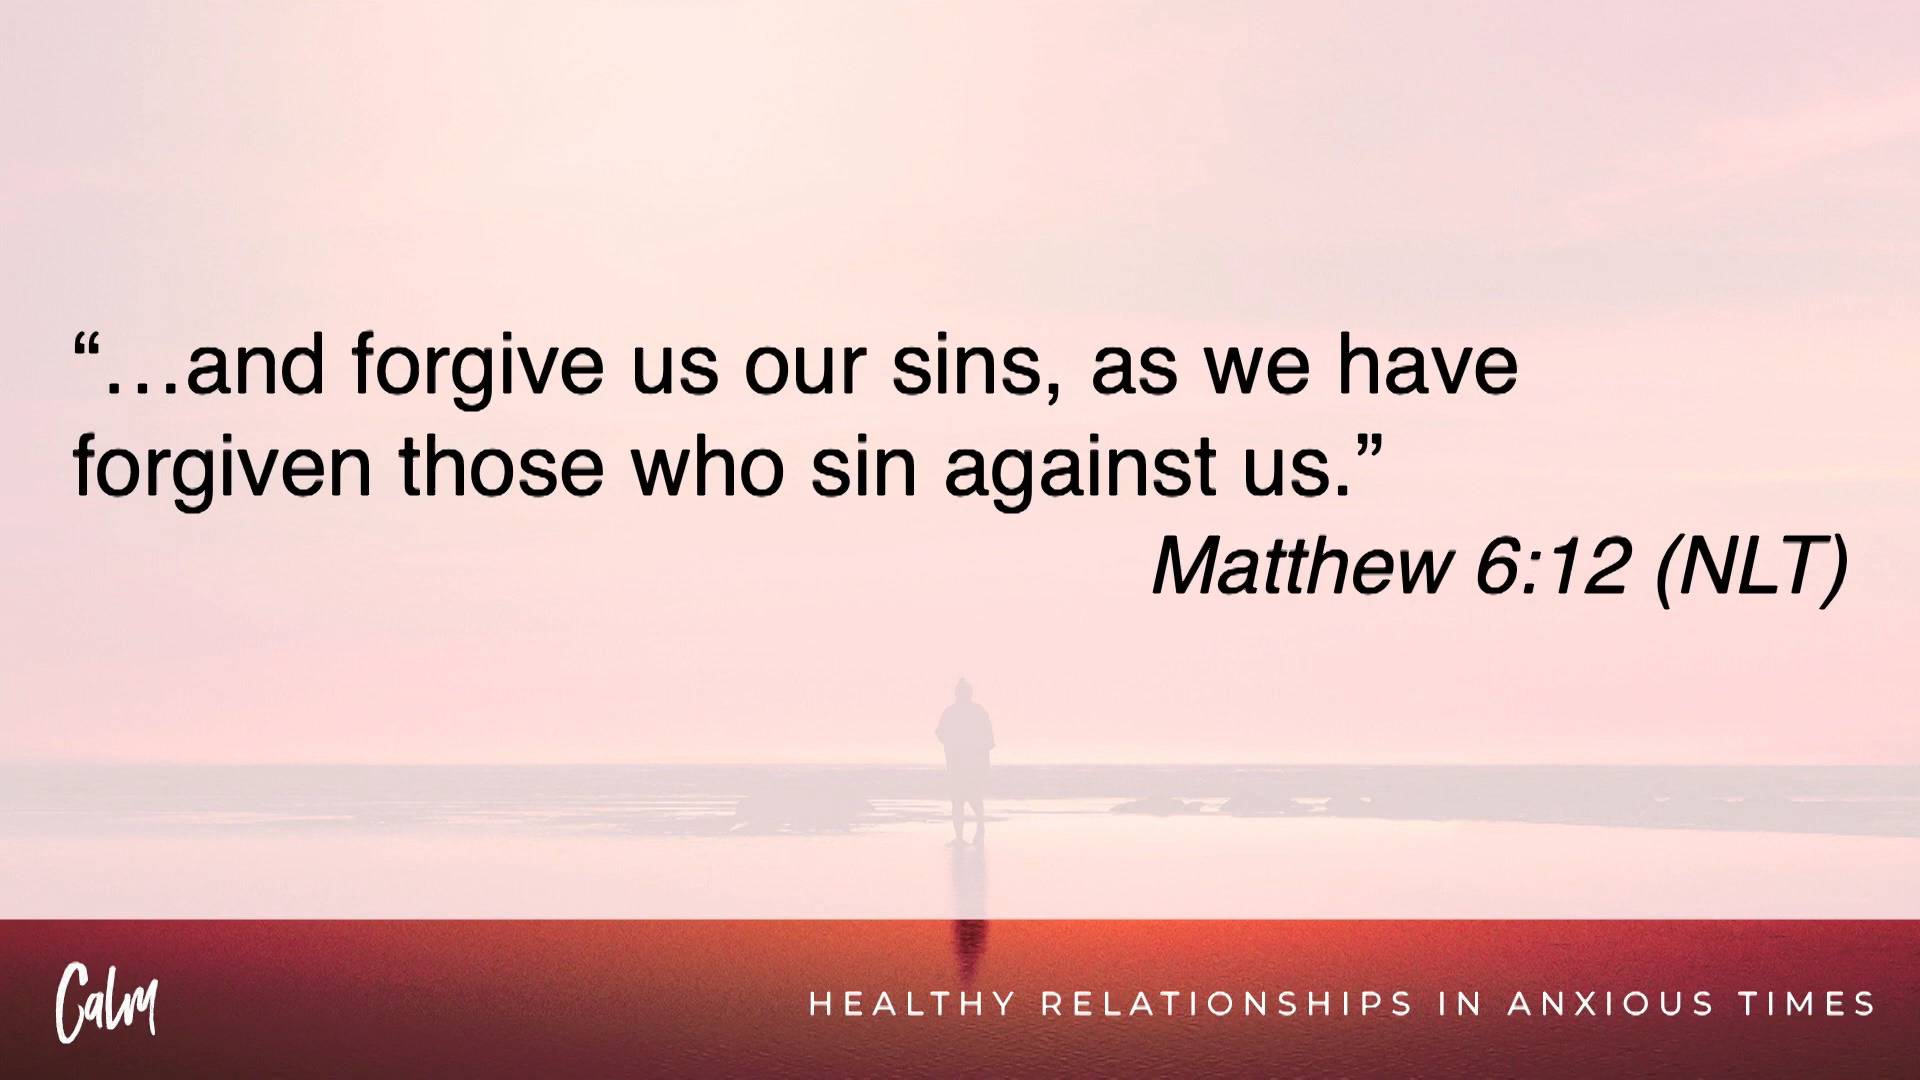 “…and forgive us our sins, as we have
forgiven those who sin against us.”
Matthew 6:12 (NLT)
Calm
HEALTHY RELATIONSHIPS IN ANXIOUS TIMES